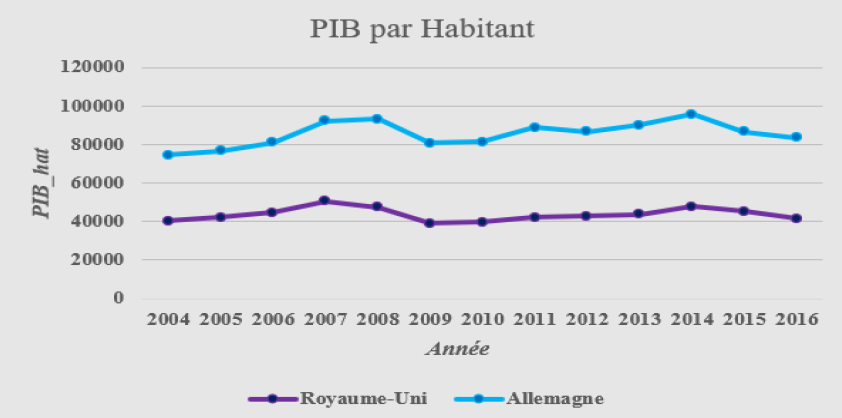 PIB par Habitant
120000
100000
80000
60000
40000
20000
0
PIB_hat
2004 2005 2006 2007 2008 2009 2010 2011 2012 2013 2014 2015 2016
Année
Royaume-Uni Allemagne